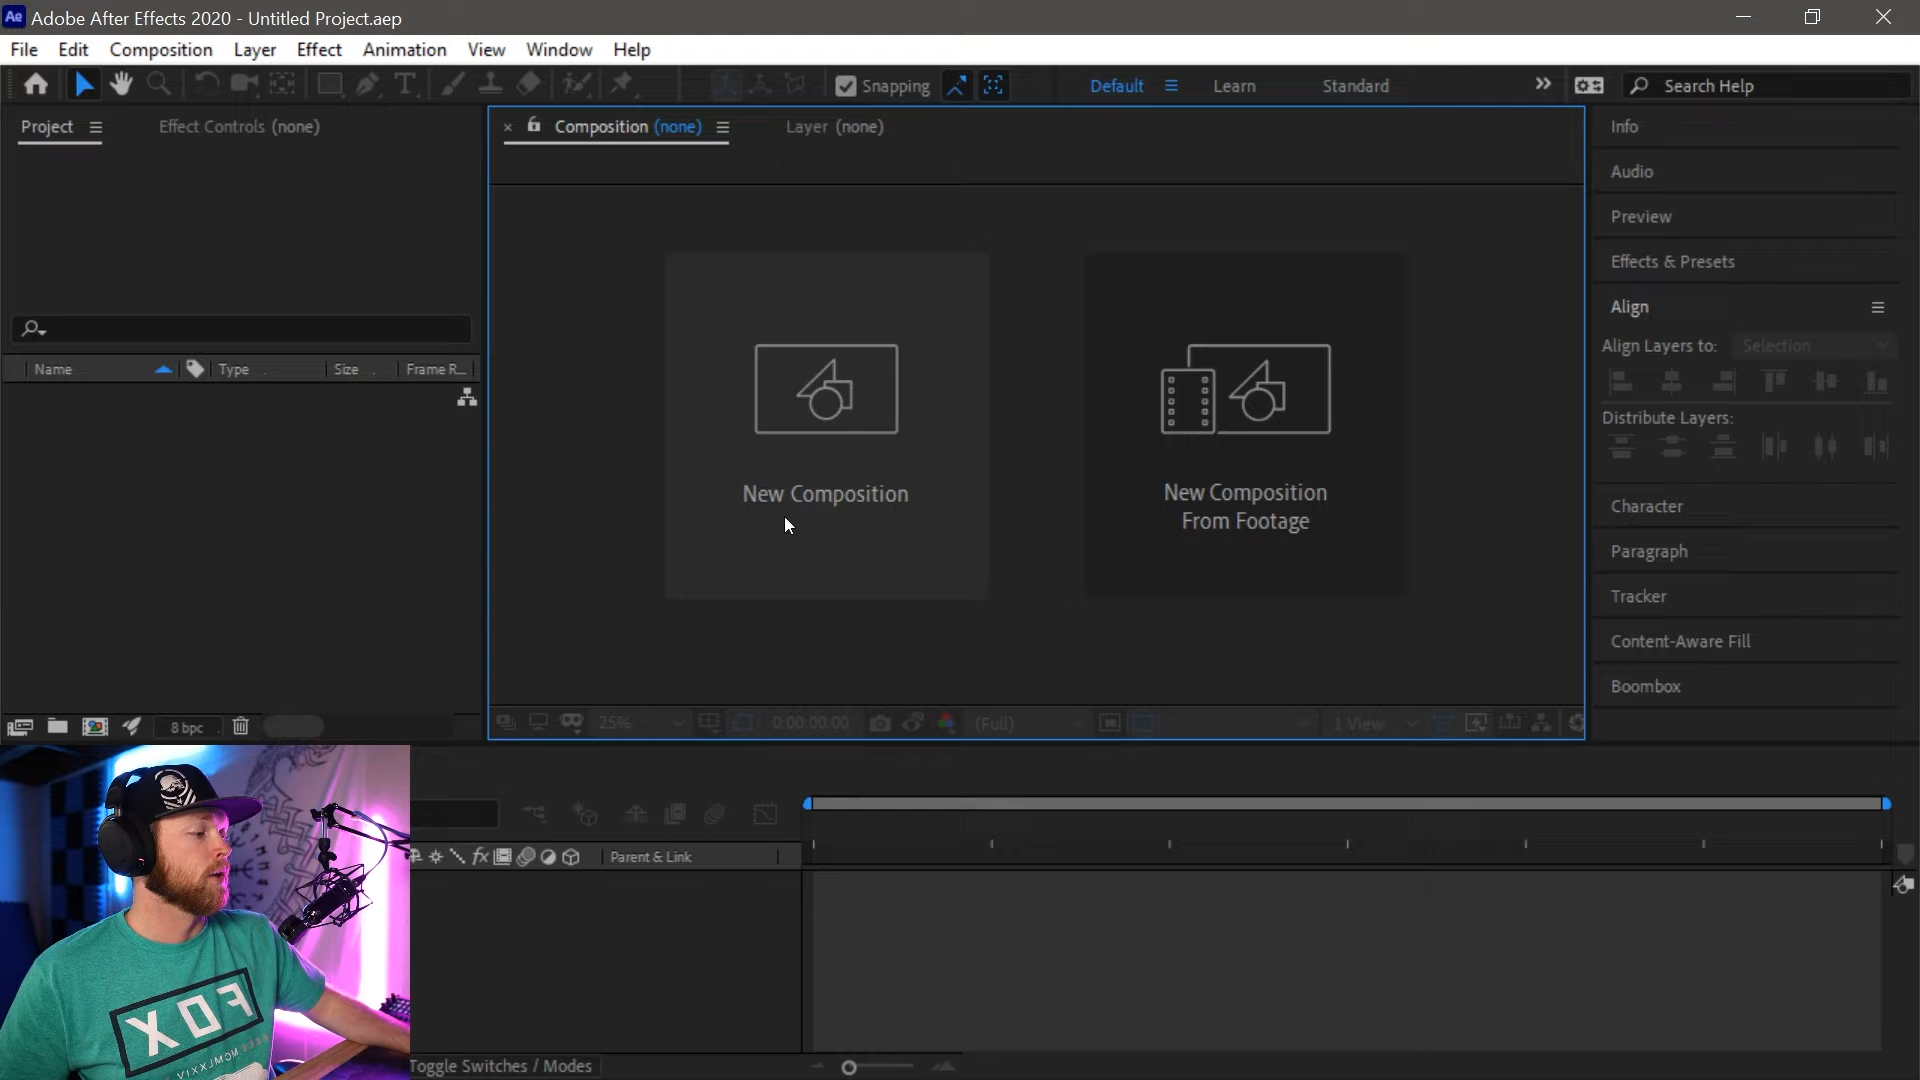 Ae Adobe After Effects 2020 - Untitled Project.aep
File Edit Composition Layer Effect Animation View Window Help
Snapping Default Learn Standard Search Help
Project Effect Controls (none) Composition (none) Layer (none) Info
Audio
Preview
Effects & Presets
Align
Align Layers to: Selection
Name Type Size Frame R...
Distribute Layers:
New Composition
New Composition
From Footage
Character
Paragraph
Tracker
Content-Aware Fill
Boombox
8 bpc 25% 0:00:00:00 (Full) 1 View
fx Parent & Link
FOX
Toggle Switches / Modes